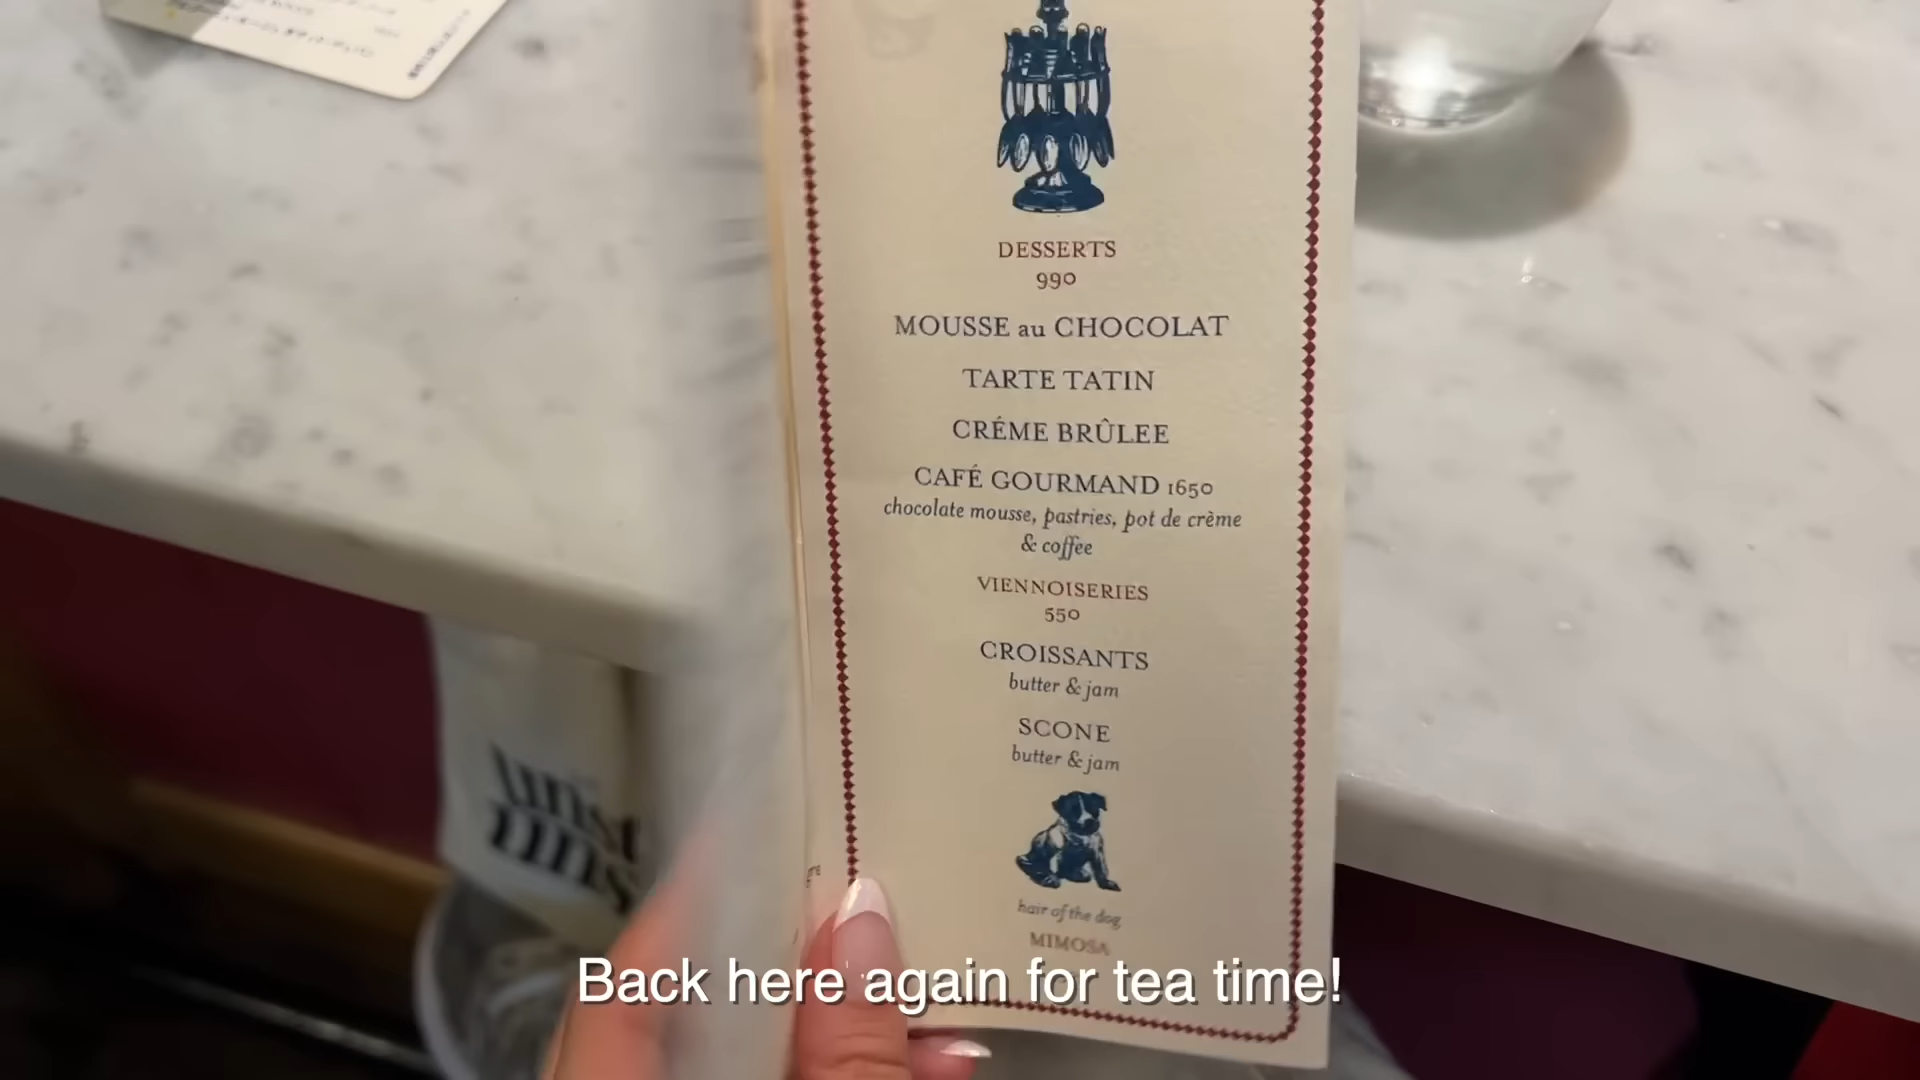 DESSERTS
990
MOUSSE au CHOCOLAT
TARTE TATIN
CRÉME BRÛLEE
CAFÉ GOURMAND 1650
chocolate mousse, pastries, pot de crème
& coffee
VIENNOISERIES
550
CROISSANTS
butter & jam
SCONE
butter & jam
hair of the dog
MIMOSA
Back here again for tea time!